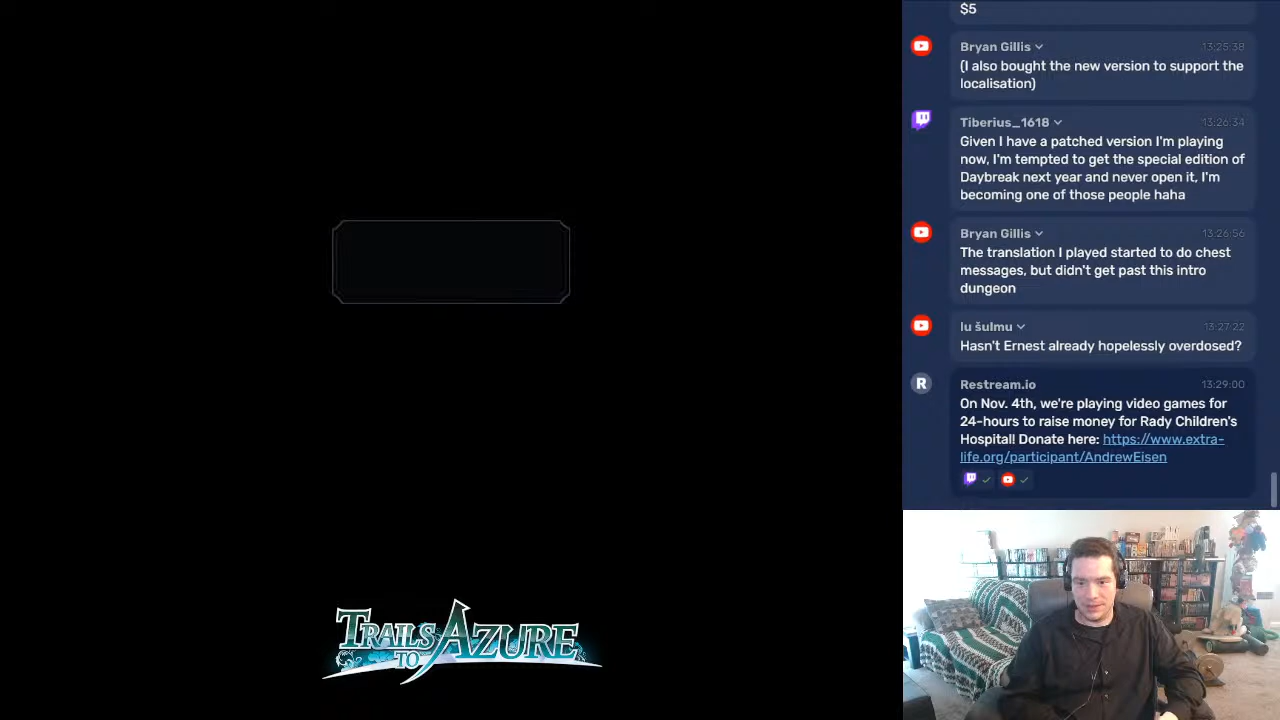 $5
Bryan Gillis
13:25:38
(I also bought the new version to support the
localisation)
Tiberius_1618
13:26:34
Given I have a patched version I'm playing
now, I'm tempted to get the special edition of
Daybreak next year and never open it, I'm
becoming one of those people haha
Bryan Gillis
13:26:56
The translation I played started to do chest
messages, but didn't get past this intro
dungeon
lu šulmu
13:27:22
Hasn't Ernest already hopelessly overdosed?
R
Restream.io
13:29:00
On Nov. 4th, we're playing video games for
24-hours to raise money for Rady Children's
Hospital! Donate here: https://www.extra-
life.org/participant/AndrewEisen
TRAILS
TO AZURE